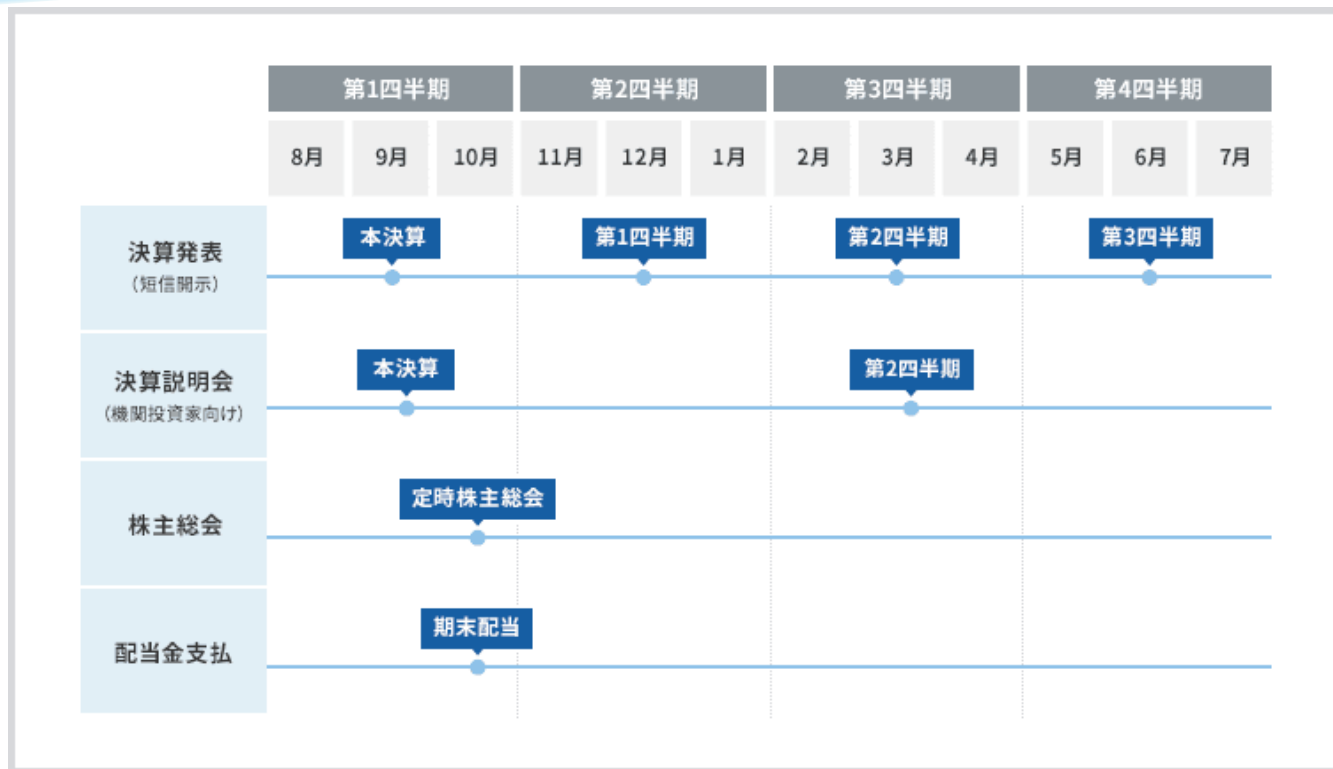 第1四半期 第2四半期 第3四半期 第4四半期
8月 9月 10月 11月 12月 1月 2月 3月 4月 5月 6月 7月
決算発表
（短信開示）
本決算 第1四半期 第2四半期 第3四半期
決算説明会
（機関投資家向け）
本決算 第2四半期
株主総会
定時株主総会
配当金支払
期末配当